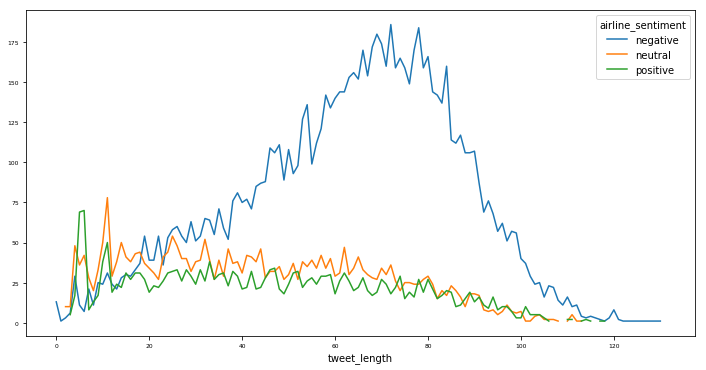 airline_sentiment
negative
neutral
positive
175
150
125
100
75
50
25
0
0 20 40 60 80 100 120
tweet_length